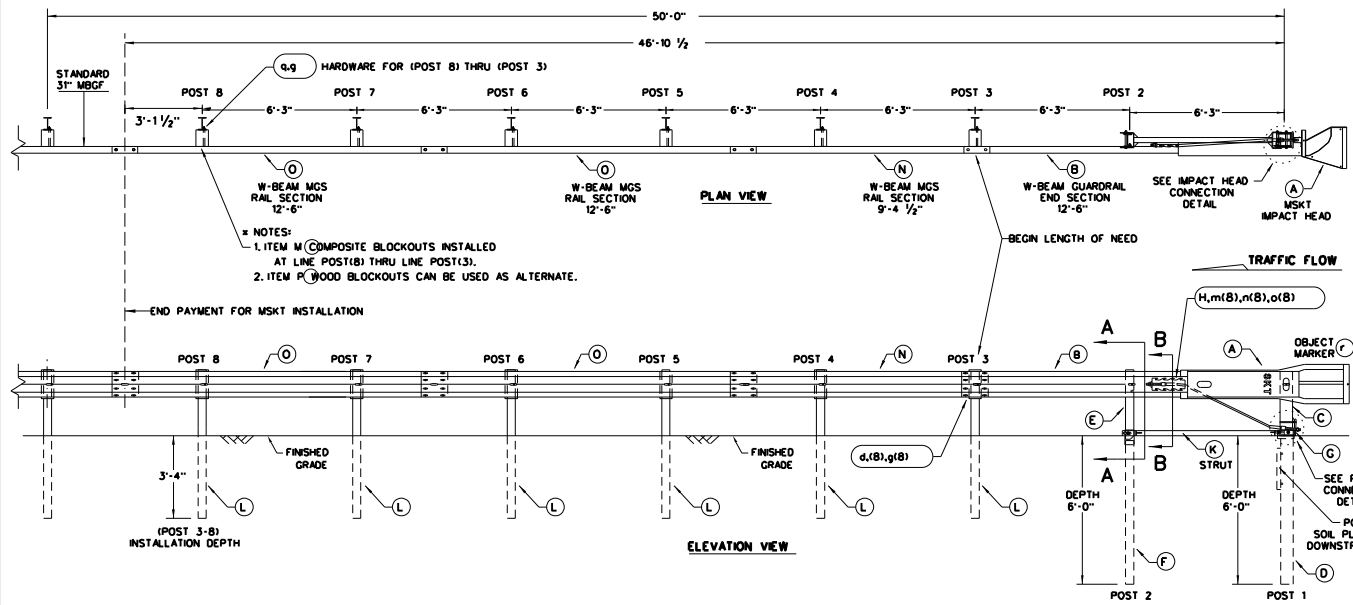 50'-0"
46'-10 1/2
STANDARD
31" MBGF
q,g HARDWARE FOR (POST 8) THRU (POST 3)
POST 8 POST 7 POST 6 POST 5 POST 4 POST 3 POST 2
3'-1 1/2" 6'-3" 6'-3" 6'-3" 6'-3" 6'-3" 6'-3" 6'-3"
O O N B
W-BEAM MGS
RAIL SECTION
12'-6"
W-BEAM MGS
RAIL SECTION
12'-6"
PLAN VIEW
W-BEAM MGS
RAIL SECTION
9'-4 1/2"
W-BEAM GUARDRAIL
END SECTION
12'-6"
SEE IMPACT HEAD
CONNECTION
DETAIL
A
MSKT
IMPACT HEAD
NOTES:
1. ITEM M COMPOSITE BLOCKOUTS INSTALLED
AT LINE POST(8) THRU LINE POST(3).
2. ITEM P WOOD BLOCKOUTS CAN BE USED AS ALTERNATE.
BEGIN LENGTH OF NEED
TRAFFIC FLOW
END PAYMENT FOR MSKT INSTALLATION
H,m(8),n(8),o(8)
A B
POST 8 O POST 7 POST 6 O POST 5 POST 4 N POST 3 B
A
OBJECT
MARKER r
SKT
E C
FINISHED
GRADE
FINISHED
GRADE
d,(8),g(8)
A B
K
STRUT
G
3'-4"
L L L L L L
(POST 3-8)
INSTALLATION DEPTH
ELEVATION VIEW
DEPTH
6'-0"
DEPTH
6'-0"
SEE P
CONN
DET
PO
SOIL PL
DOWNST
F D
POST 2 POST 1